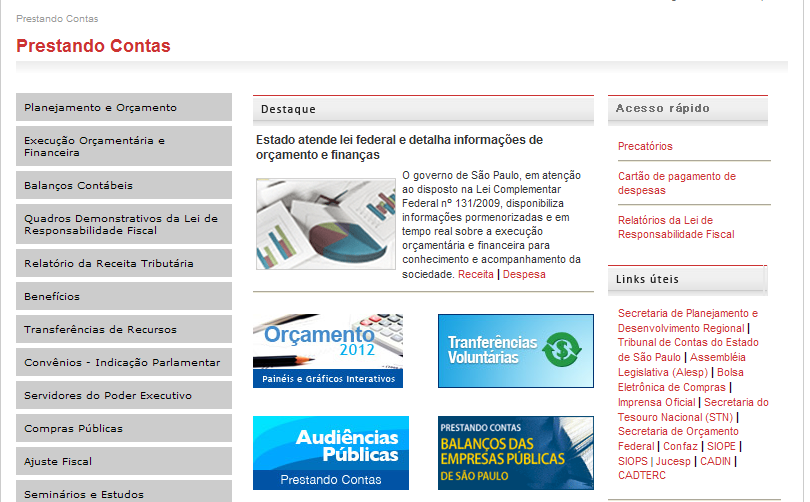 Prestando Contas
Prestando Contas
Planejamento e Orçamento
Execução Orçamentária e
Financeira
Balanços Contábeis
Quadros Demonstrativos da Lei de
Responsabilidade Fiscal
Relatório da Receita Tributária
Benefícios
Transferências de Recursos
Convênios - Indicação Parlamentar
Servidores do Poder Executivo
Compras Públicas
Ajuste Fiscal
Seminários e Estudos
Destaque
Estado atende lei federal e detalha informações de
orçamento e finanças
O governo de São Paulo, em atenção
ao disposto na Lei Complementar
Federal nº 131/2009, disponibiliza
informações pormenorizadas e em
tempo real sobre a execução
orçamentária e financeira para
conhecimento e acompanhamento da
sociedade. Receita | Despesa
Orçamento
2012
Painéis e Gráficos Interativos
Tranferências
Voluntárias
Audiências
Públicas
Prestando Contas
PRESTANDO CONTAS
BALANÇOS DAS
EMPRESAS PÚBLICAS
DE SÃO PAULO
Acesso rápido
Precatórios
Cartão de pagamento de
despesas
Relatórios da Lei de
Responsabilidade Fiscal
Links úteis
Secretaria de Planejamento e
Desenvolvimento Regional |
Tribunal de Contas do Estado
de São Paulo | Assembléia
Legislativa (Alesp) | Bolsa
Eletrônica de Compras |
Imprensa Oficial | Secretaria do
Tesouro Nacional (STN) |
Secretaria de Orçamento
Federal | Confaz | SIOPE |
SIOPS | Jucesp | CADIN |
CADTERC